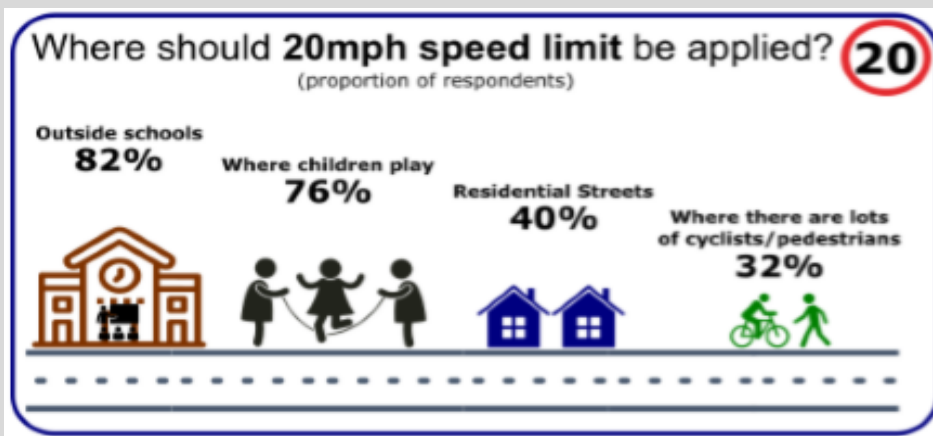 Where should 20mph speed limit be applied?
20
(proportion of respondents)
Outside schools
82%
Where children play
76%
Residential Streets
40%
Where there are lots
of cyclists/pedestrians
32%